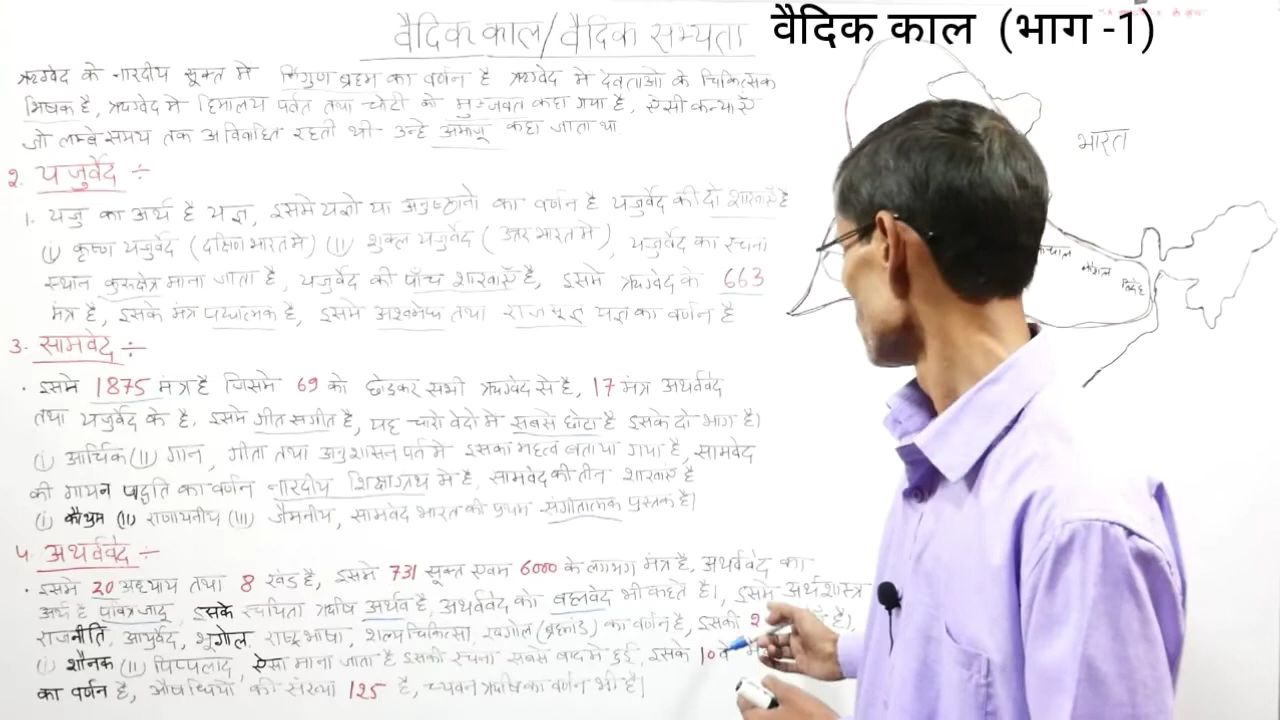 वैदिक काल/वैदिक सभ्यता
वैदिक काल (भाग -1)
ऋग्वेद के नारदीय सूक्त में निर्गुण ब्रह्म का वर्णन है ऋग्वेद में देवताओ के चिकित्सक
भिषक है, ऋग्वेद मे हिमालय पर्वत तथा चोटी को मुन्जवत कहा गया है, ऐसी कन्याऐं
जो लम्बे समय तक अविवाहित रहती थी- उन्हे अमाजू कहा जाता था
भारत
2. यजुर्वेद ÷
1. यजु का अर्थ है यज्ञ, इसमे यज्ञो या अनुष्ठानो का वर्णन है यजुर्वेद की दो शाखाऐं है
(i) कृष्ण यजुर्वेद (दक्षिण भारत मे) (II) शुक्ल यजुर्वेद (उत्तर भारत मे) यजुर्वेद का रचना
स्थान कुरुक्षेत्र माना जाता है, यजुर्वेद की पाँच शाखाऐं है, इसमे ऋग्वेद के 663
मंत्र है, इसके मंत्र पद्यात्मक है, इसमे अश्वमेघ तथा राजसूय यज्ञ का वर्णन है
कोशल
विदेह
3. सामवेद ÷
· इसमे 1875 मंत्र है जिसमे 69 को छोडकर सभी ऋग्वेद से है, 17 मंत्र अथर्ववेद
तथा यजुर्वेद के है. इसमे गीत संगीत है, यह चारो वेदो मे सबसे छोटा है इसके दो भाग है।
(i) आर्चिक (II) गान, गीता तथा अनुशासन पर्व मे इसका महत्व बताया गया है, सामवेद
की गायन पद्धति का वर्णन नारदीय शिक्षा ग्रंथ मे है, सामवेद की तीन शाखाऐं है
(i) कौथुम (II) राणायनीय (III) जैमनीय, सामवेद भारत की प्रथम संगीतात्मक पुस्तक है।
4. अथर्ववेद ÷
· इसमे 20 अध्याय तथा 8 खंड है, इसमे 731 सूक्त एवम 6000 के लगभग मंत्र है, अथर्ववेद का
अर्थ है पवित्र जादू, इसके रचयिता ऋषि अर्थव है, अथर्ववेद को ब्रह्मवेद भी कहते है।, इसमे अर्थशास्त्र
राजनीति, आयुर्वेद, भूगोल, राष्ट्रभाषा, शल्य चिकित्सा, खगोल (ब्रह्मांड) का वर्णन है, इसकी 2 है।,
(i) शौनक (II) पिप्पलाद, ऐसा माना जाता है इसकी रचना सबसे बाद मे हुई, इसके 10वे
का वर्णन है, औषधियों की संख्या 125 है, च्यवन ऋषि का वर्णन भी है।